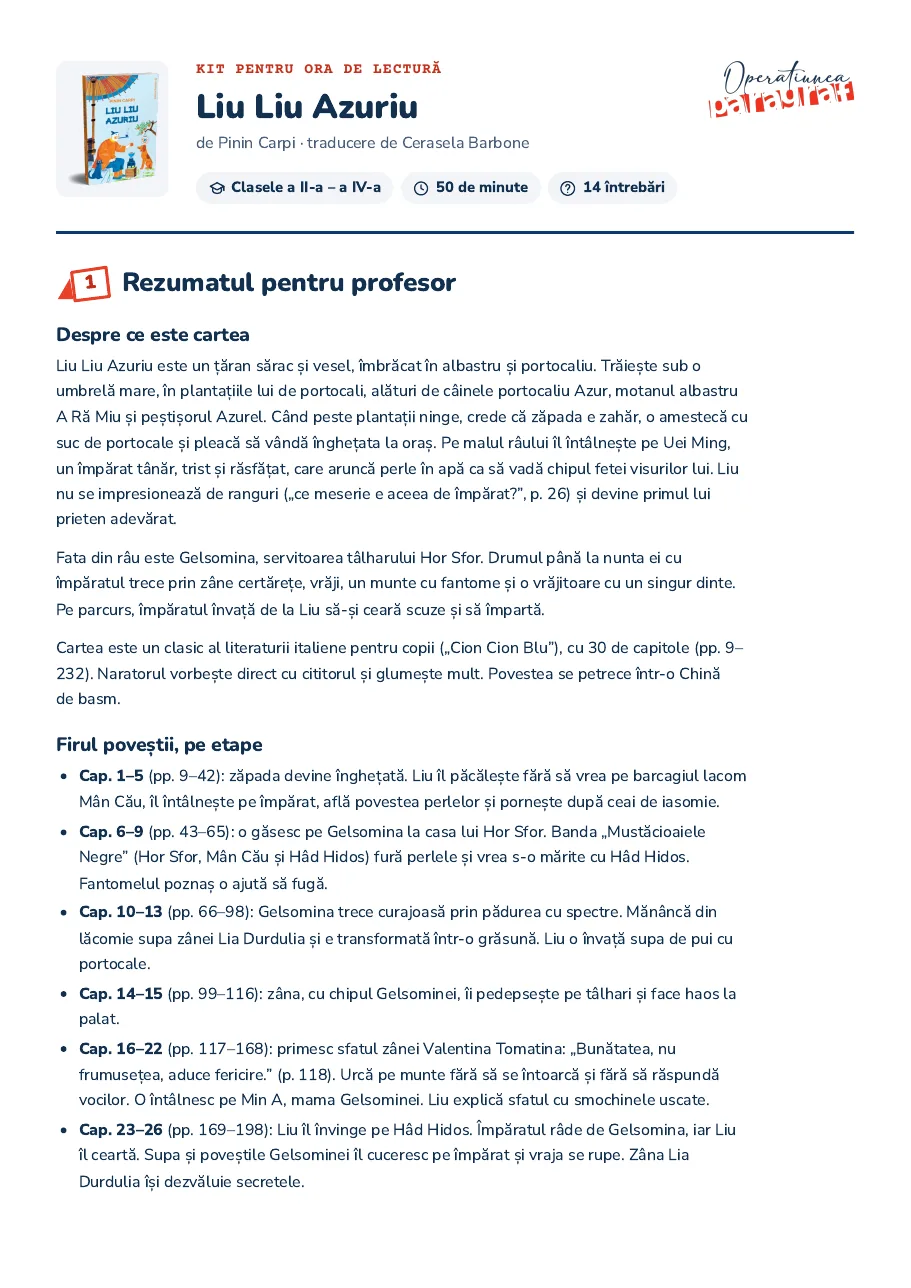 KIT PENTRU ORA DE LECTURĂ
Liu Liu Azuriu
de Pinin Carpi · traducere de Cerasela Barbone
Clasele a II-a – a IV-a
50 de minute
14 întrebări
Operațiunea
paragraf
PININ CARPI
LIU LIU
AZURIU
1
Rezumatul pentru profesor
Despre ce este cartea
Liu Liu Azuriu este un țăran sărac și vesel, îmbrăcat în albastru și portocaliu. Trăiește sub o
umbrelă mare, în plantațiile lui de portocali, alături de câinele portocaliu Azur, motanul albastru
A Ră Miu și peștișorul Azurel. Când peste plantații ninge, crede că zăpada e zahăr, o amestecă cu
suc de portocale și pleacă să vândă înghețata la oraș. Pe malul râului îl întâlnește pe Uei Ming,
un împărat tânăr, trist și răsfățat, care aruncă perle în apă ca să vadă chipul fetei visurilor lui. Liu
nu se impresionează de ranguri („ce meserie e aceea de împărat?”, p. 26) și devine primul lui
prieten adevărat.
Fata din râu este Gelsomina, servitoarea tâlharului Hor Sfor. Drumul până la nunta ei cu
împăratul trece prin zâne certărețe, vrăji, un munte cu fantome și o vrăjitoare cu un singur dinte.
Pe parcurs, împăratul învață de la Liu să-și ceară scuze și să împartă.
Cartea este un clasic al literaturii italiene pentru copii („Cion Cion Blu”), cu 30 de capitole (pp. 9–
232). Naratorul vorbește direct cu cititorul și glumește mult. Povestea se petrece într-o Chină
de basm.
Firul poveștii, pe etape
• Cap. 1–5 (pp. 9–42): zăpada devine înghețată. Liu îl păcălește fără să vrea pe barcagiul lacom
Mân Cău, îl întâlnește pe împărat, află povestea perlelor și pornește după ceai de iasomie.
• Cap. 6–9 (pp. 43–65): o găsesc pe Gelsomina la casa lui Hor Sfor. Banda „Mustăcioaiele
Negre” (Hor Sfor, Mân Cău și Hâd Hidos) fură perlele și vrea s-o mărite cu Hâd Hidos.
Fantomelul poznaș o ajută să fugă.
• Cap. 10–13 (pp. 66–98): Gelsomina trece curajoasă prin pădurea cu spectre. Mănâncă din
lăcomie supa zânei Lia Durdulia și e transformată într-o grăsună. Liu o învață supa de pui cu
portocale.
• Cap. 14–15 (pp. 99–116): zâna, cu chipul Gelsominei, îi pedepsește pe tâlhari și face haos la
palat.
• Cap. 16–22 (pp. 117–168): primesc sfatul zânei Valentina Tomatina: „Bunătatea, nu
frumusețea, aduce fericire.” (p. 118). Urcă pe munte fără să se întoarcă și fără să răspundă
vocilor. O întâlnesc pe Min A, mama Gelsominei. Liu explică sfatul cu smochinele uscate.
• Cap. 23–26 (pp. 169–198): Liu îl învinge pe Hâd Hidos. Împăratul râde de Gelsomina, iar Liu
îl ceartă. Supa și poveștile Gelsominei îl cuceresc pe împărat și vraja se rupe. Zâna Lia
Durdulia își dezvăluie secretele.